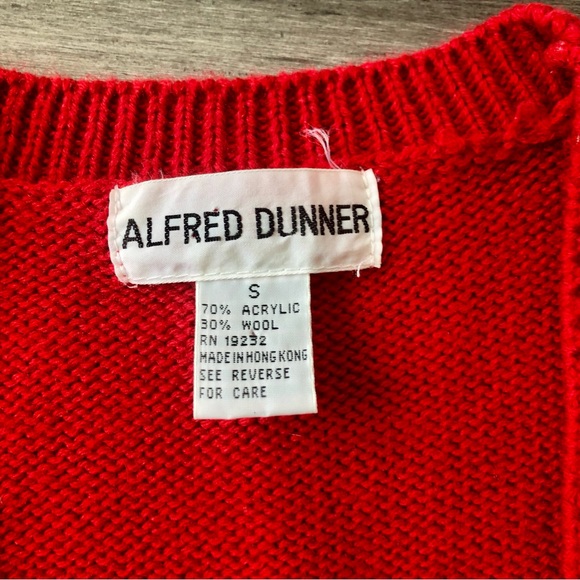 ALFRED DUNNER
S
70% ACRYLIC
30% WOOL
RN 19232
MADE IN HONG KONG
SEE REVERSE
FOR CARE